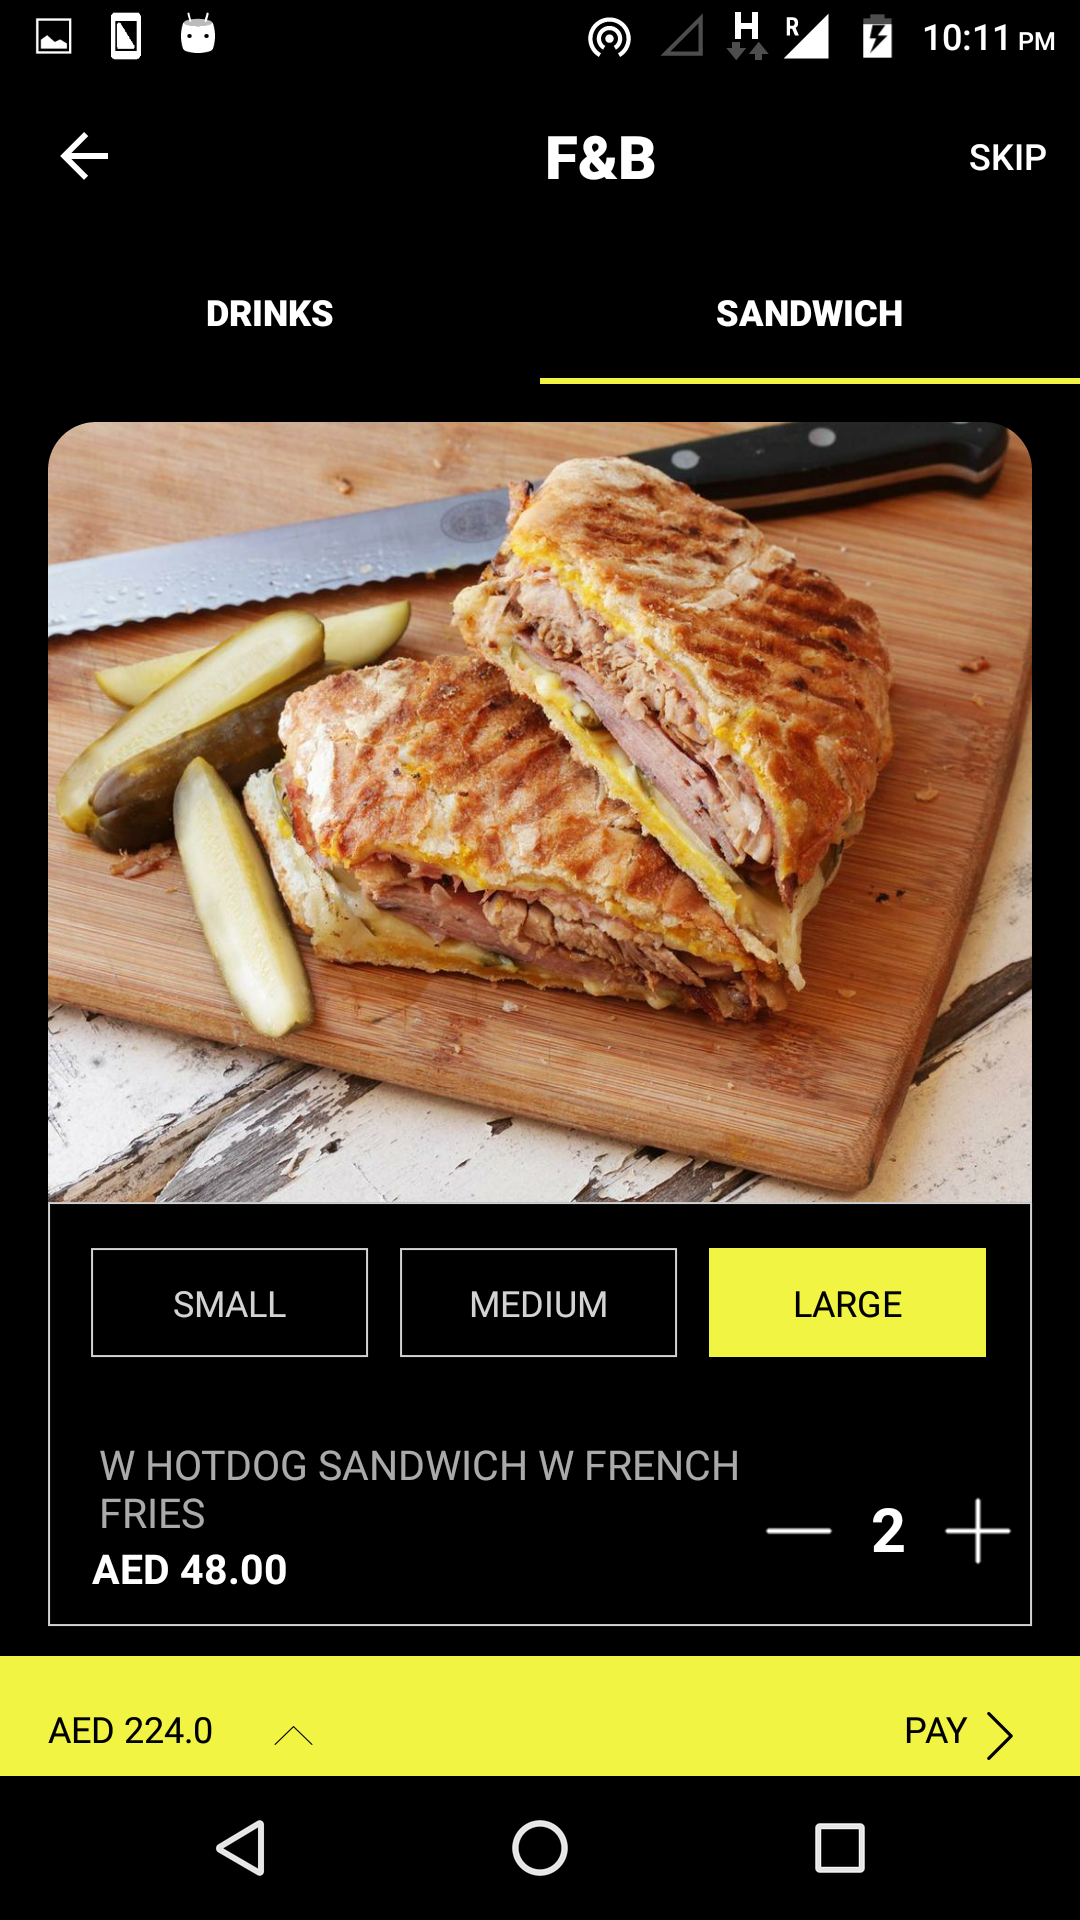 H R 10:11 PM
F&B SKIP
DRINKS SANDWICH
SMALL MEDIUM LARGE
W HOTDOG SANDWICH W FRENCH
FRIES
AED 48.00
2
AED 224.0 PAY